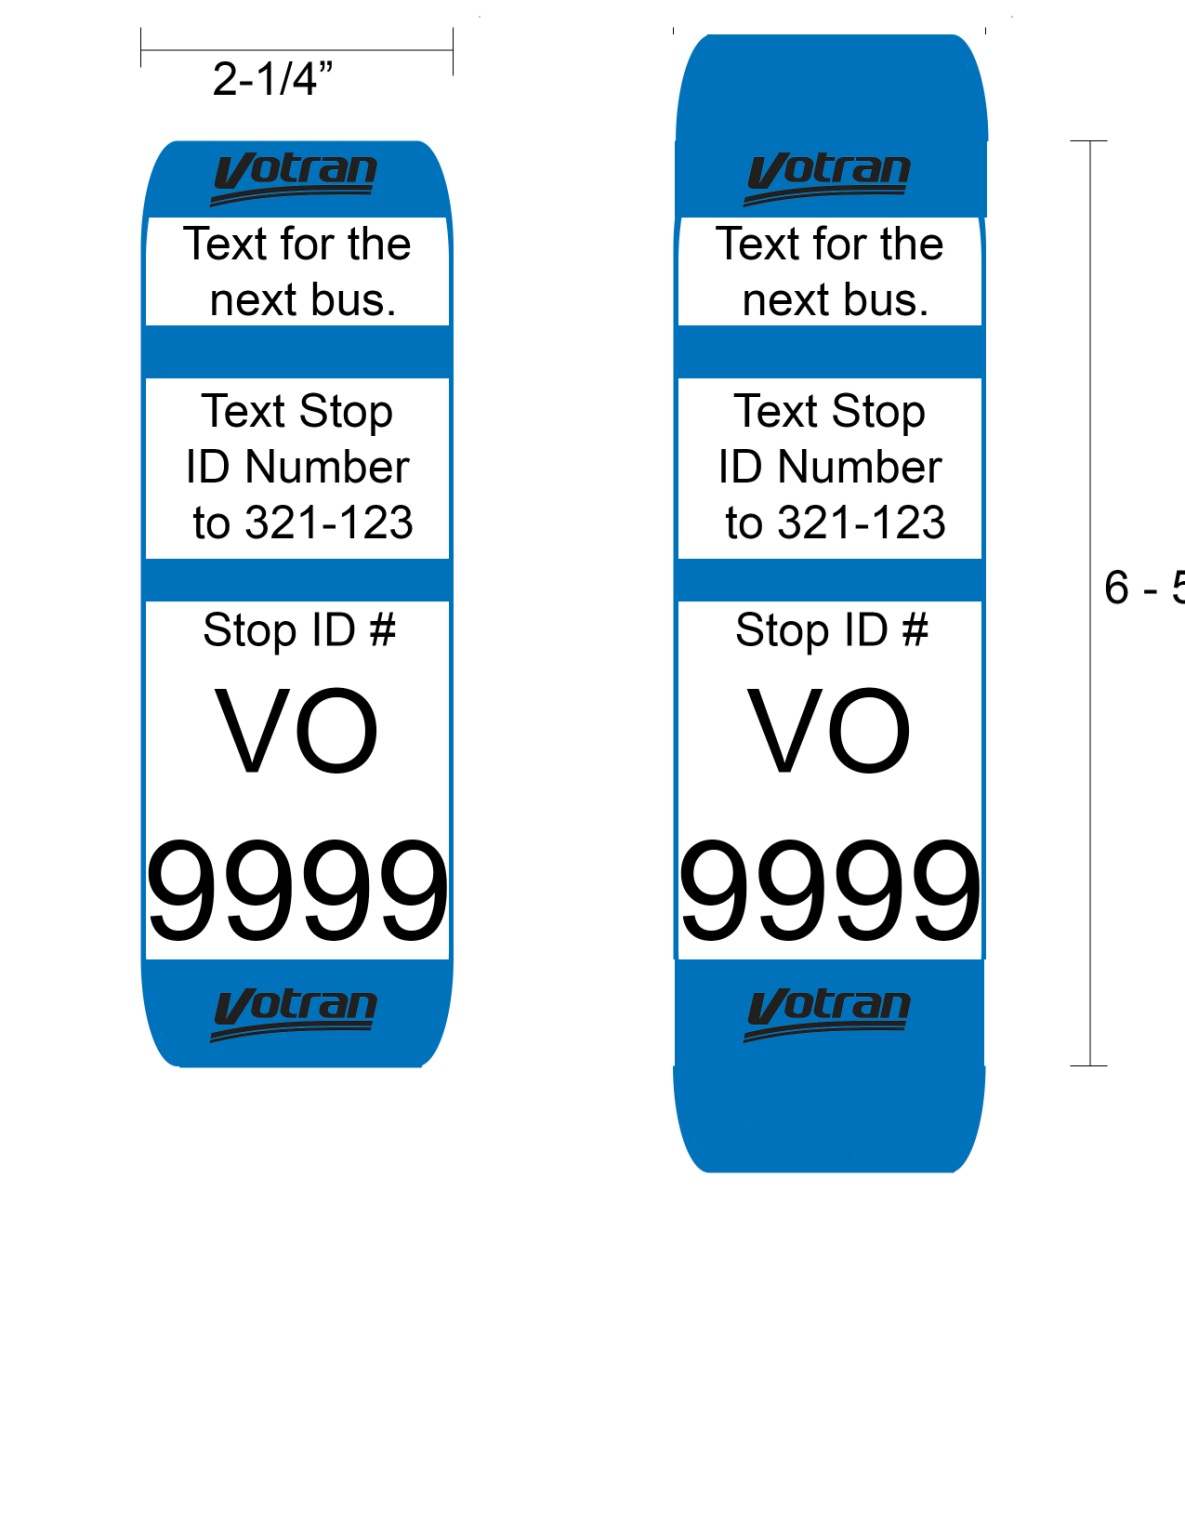 2-1/4”
Votran
Text for the
next bus.
Text Stop
ID Number
to 321-123
Stop ID #
VO
9999
Votran
Votran
Text for the
next bus.
Text Stop
ID Number
to 321-123
Stop ID #
VO
9999
Votran
6 - 5